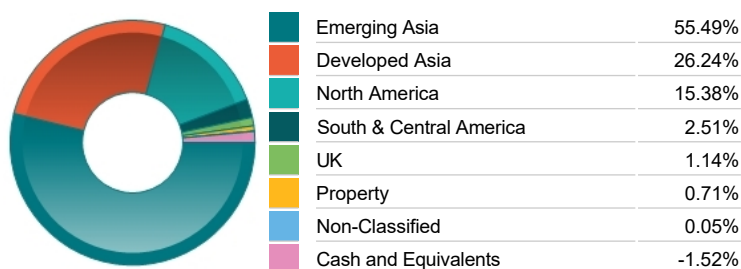 Emerging Asia 55.49%
Developed Asia 26.24%
North America 15.38%
South & Central America 2.51%
UK 1.14%
Property 0.71%
Non-Classified 0.05%
Cash and Equivalents -1.52%